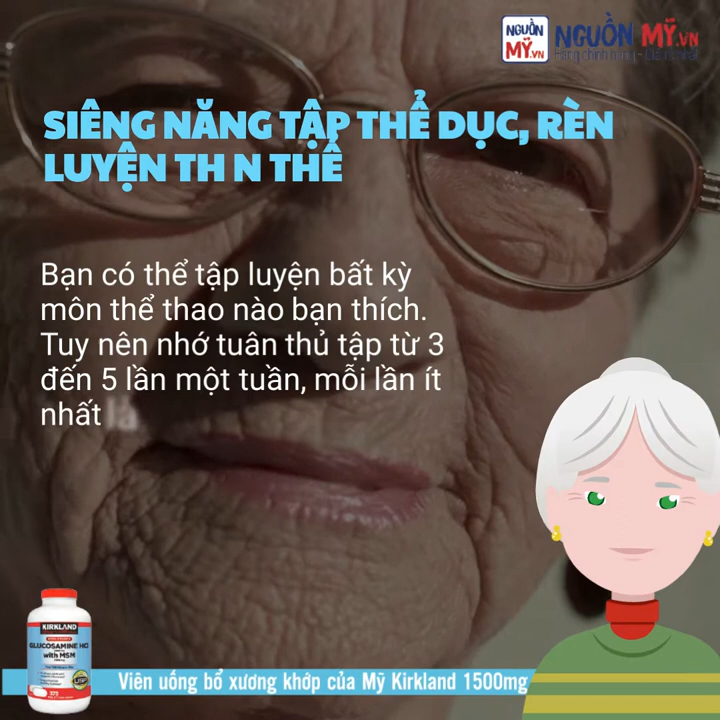 NGUỒN
MỸ.VN
NGUỒN MỸ.VN
SIÊNG NĂNG TẬP THỂ DỤC, RÈN
LUYỆN TH N THỂ
Bạn có thể tập luyện bất kỳ
môn thể thao nào bạn thích.
Tuy nên nhớ tuân thủ tập từ 3
đến 5 lần một tuần, mỗi lần ít
nhất
KIRKLAND
GLUCOSAMINE HCl
with MSM
Viên uống bổ xương khớp của Mỹ Kirkland 1500mg